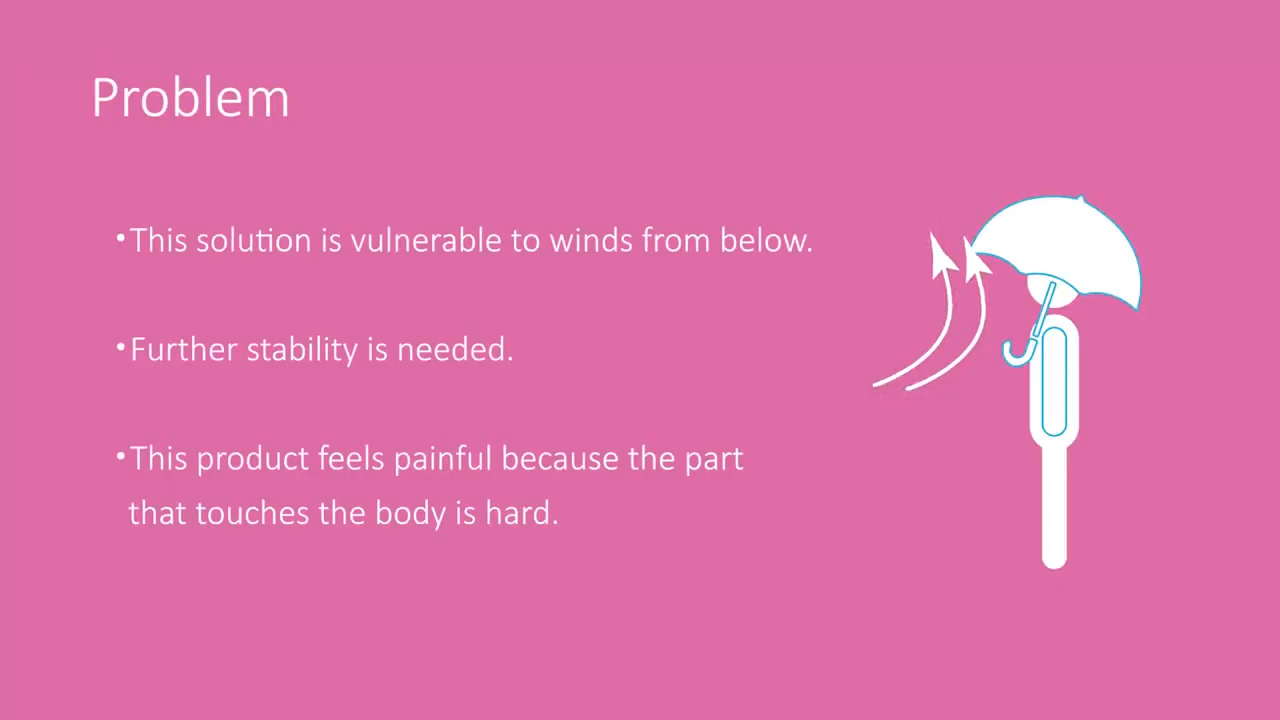 Problem
•This solution is vulnerable to winds from below.
•Further stability is needed.
•This product feels painful because the part
that touches the body is hard.